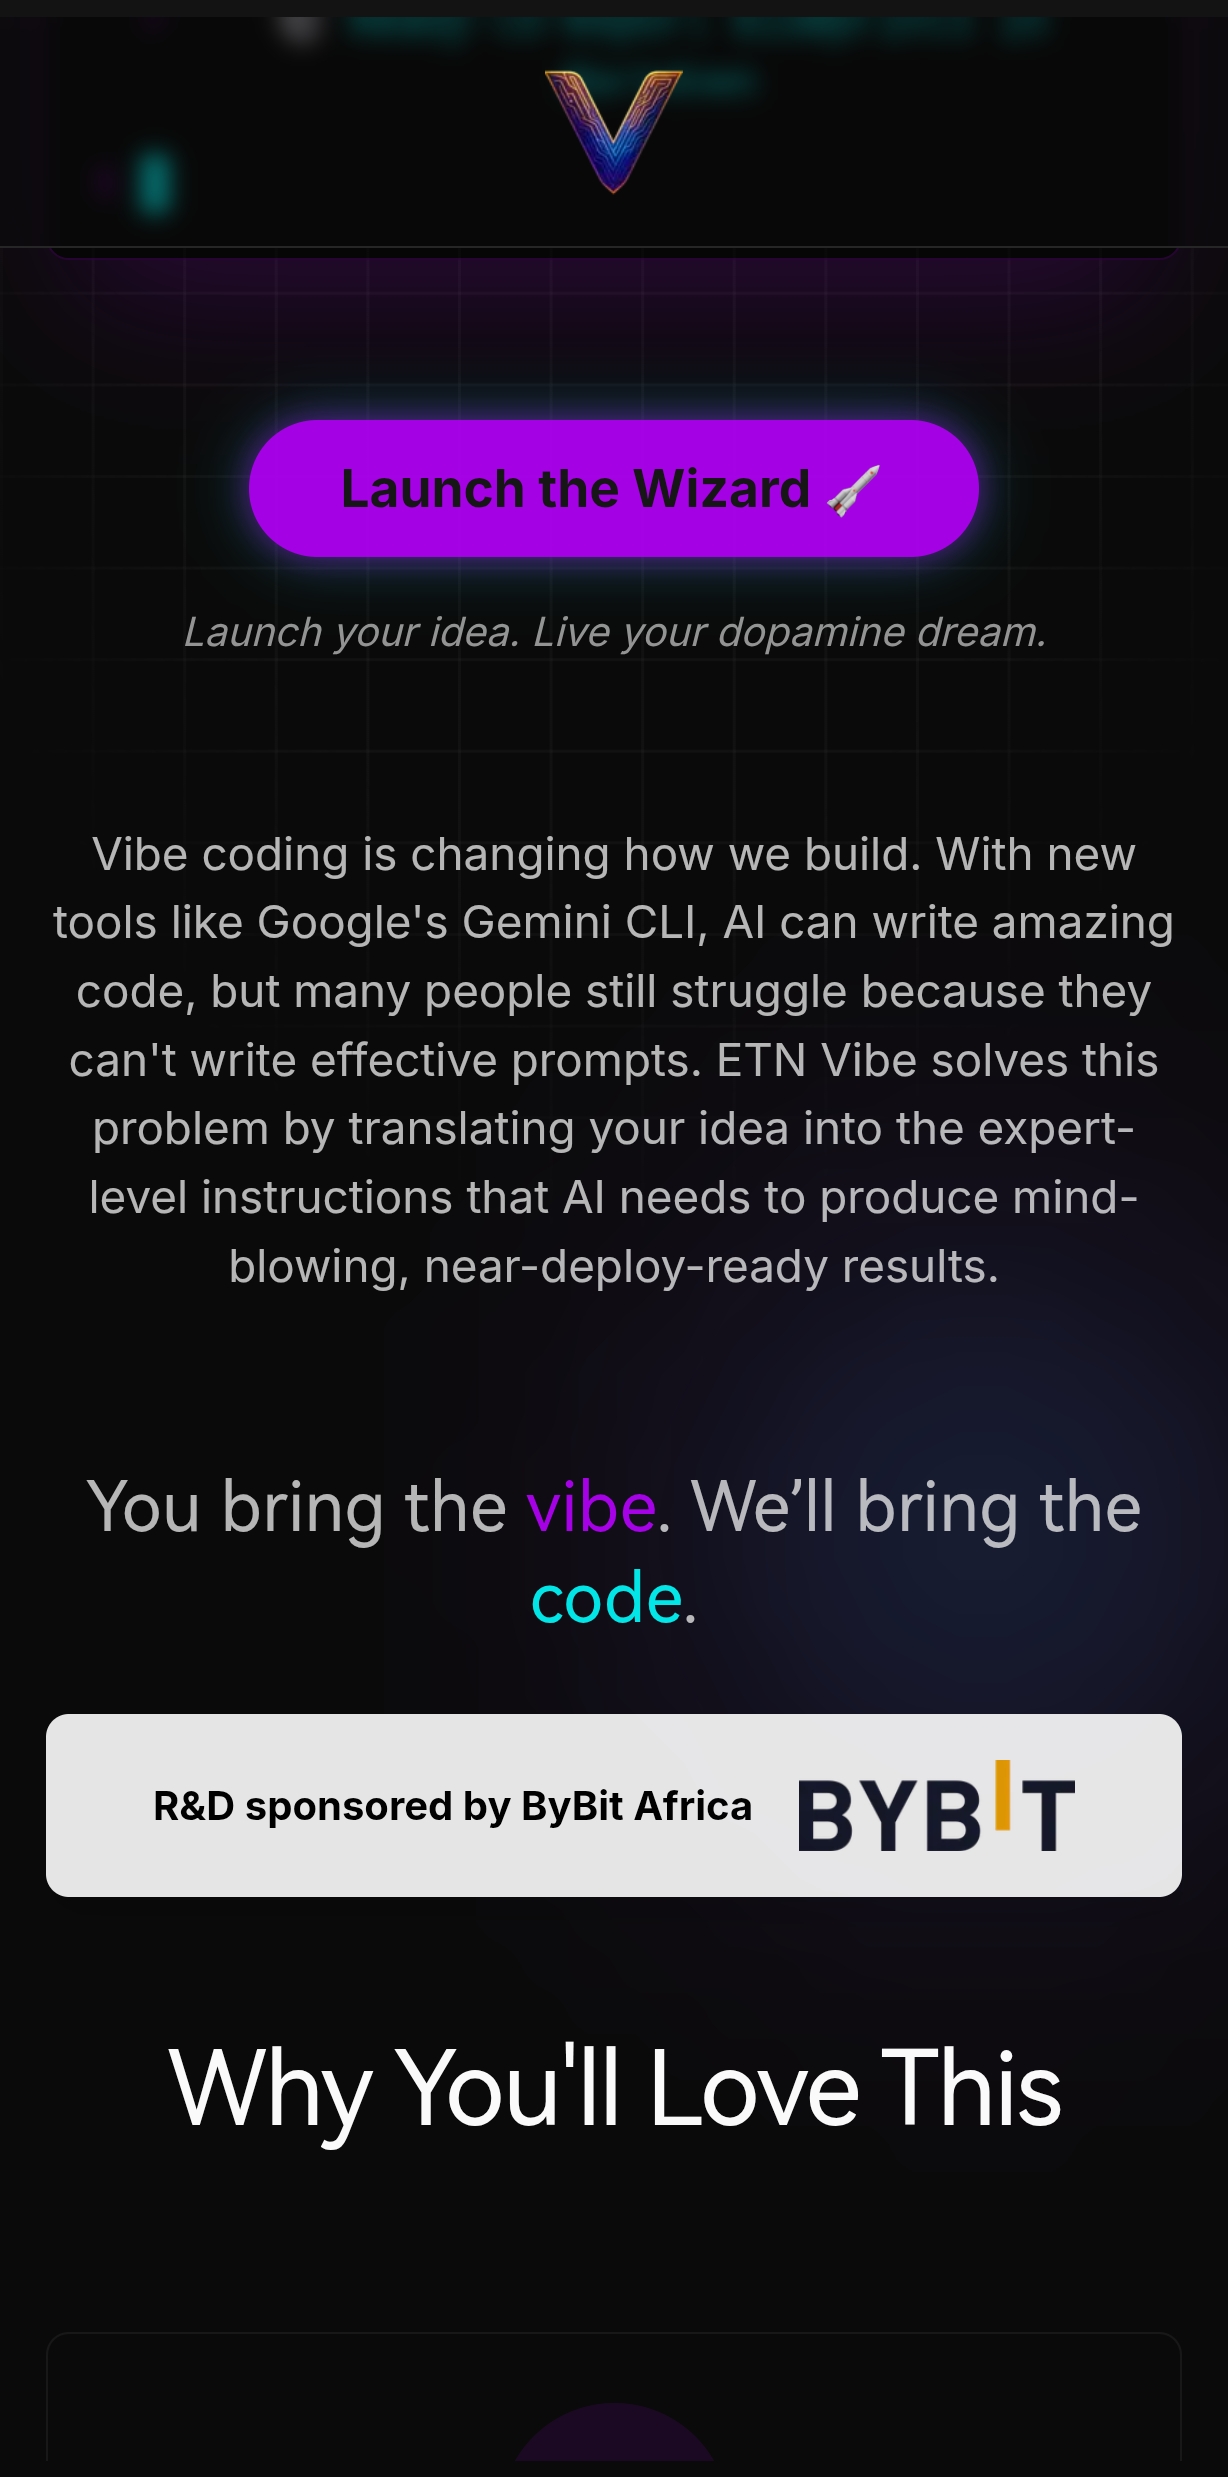 Launch the Wizard 🚀
Launch your idea. Live your dopamine dream.
Vibe coding is changing how we build. With new
tools like Google's Gemini CLI, AI can write amazing
code, but many people still struggle because they
can't write effective prompts. ETN Vibe solves this
problem by translating your idea into the expert-
level instructions that AI needs to produce mind-
blowing, near-deploy-ready results.
You bring the vibe. We’ll bring the
code.
R&D sponsored by ByBit Africa BYBIT
Why You'll Love This